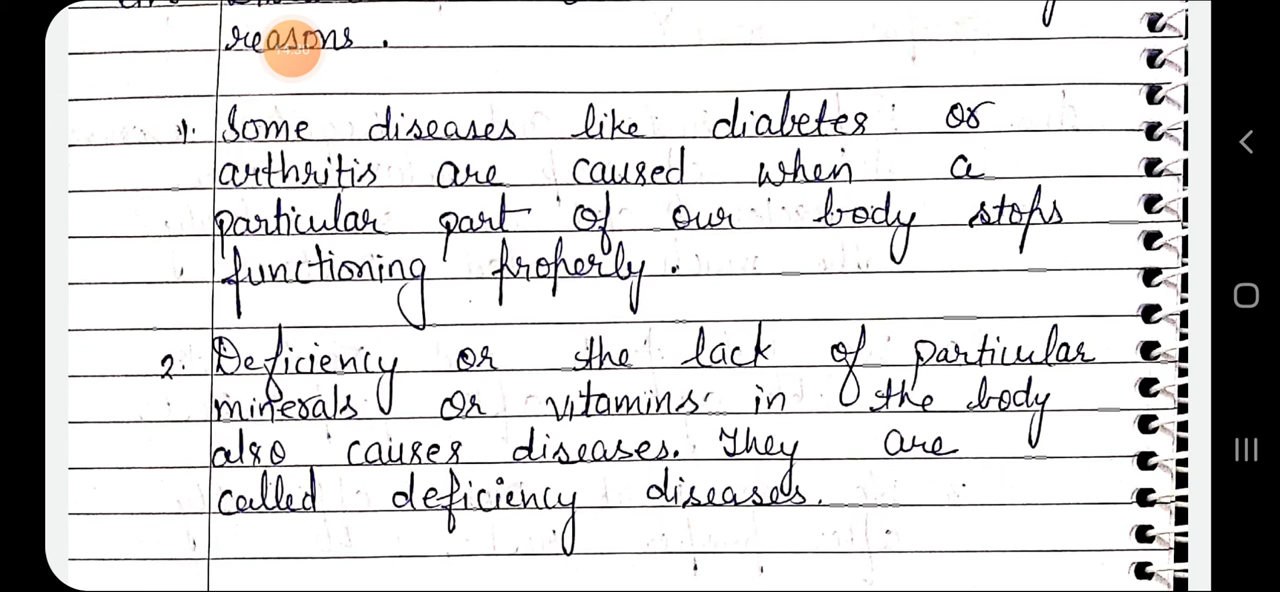 reasons.
1. Some diseases like diabetes or
arthritis are caused when a
particular part of our body stops
functioning properly.
2. Deficiency or the lack of particular
minerals or vitamins in the body
also causes diseases. They are
called deficiency diseases.